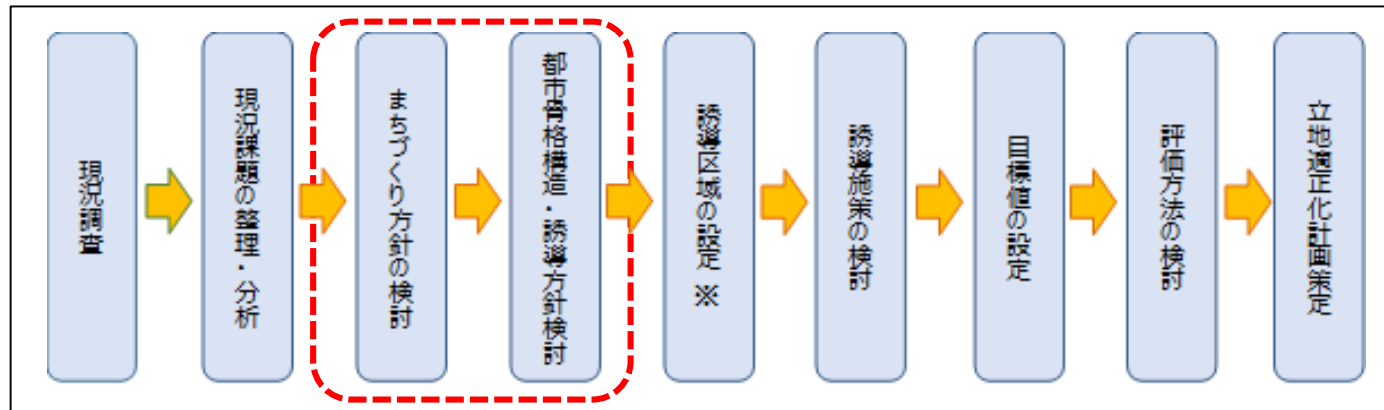 現況調査
現況課題の整理・分析
まちづくり方針の検討
都市骨格構造・誘導方針検討
誘導区域の設定 ※
誘導施策の検討
目標値の設定
評価方法の検討
立地適正化計画策定